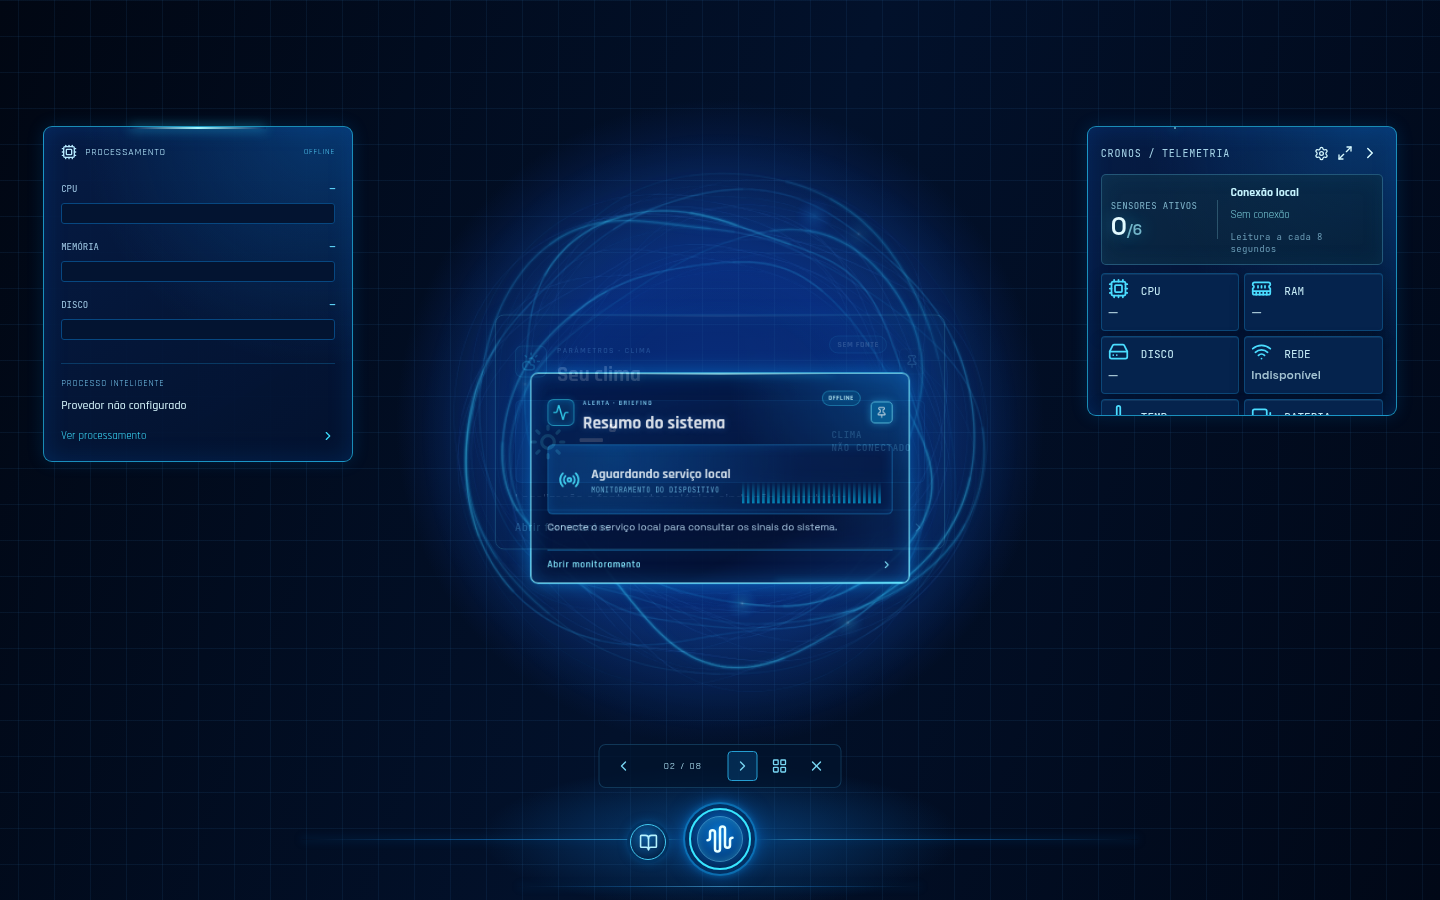 PROCESSAMENTO
OFFLINE
CPU
—
MEMÓRIA
—
DISCO
—
PROCESSO INTELIGENTE
Provedor não configurado
Ver processamento
PARÂMETROS · CLIMA
SEM FONTE
Seu clima
CLIMA
NÃO CONECTADO
ALERTA · BRIEFING
OFFLINE
Resumo do sistema
Aguardando serviço local
MONITORAMENTO DO DISPOSITIVO
Conecte o serviço local para consultar os sinais do sistema.
Abrir
Abrir monitoramento
02 / 08
CRONOS / TELEMETRIA
SENSORES ATIVOS
0/6
Conexão local
Sem conexão
Leitura a cada 8
segundos
CPU
—
RAM
—
DISCO
—
REDE
Indisponível
TEMP
BATERIA